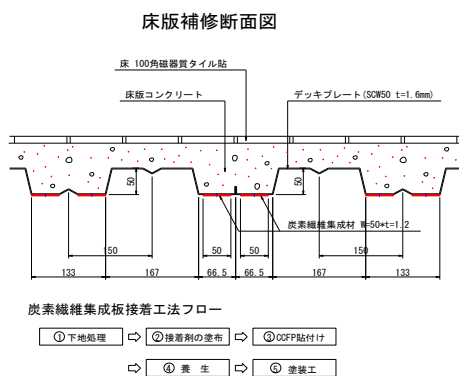 床版補修断面図
床 100角磁器質タイル貼
床版コンクリート
デッキプレート(SCW50 t=1.6mm)
50
50
炭素繊維集成材 W=50*t=1.2
150
50
50
150
133
167
66.5
66.5
167
133
炭素繊維集成板接着工法フロー
①下地処理 ⇨ ②接着剤の塗布 ⇨ ③CCFP貼付け
⇨ ④ 養 生 ⇨ ⑤ 塗装工